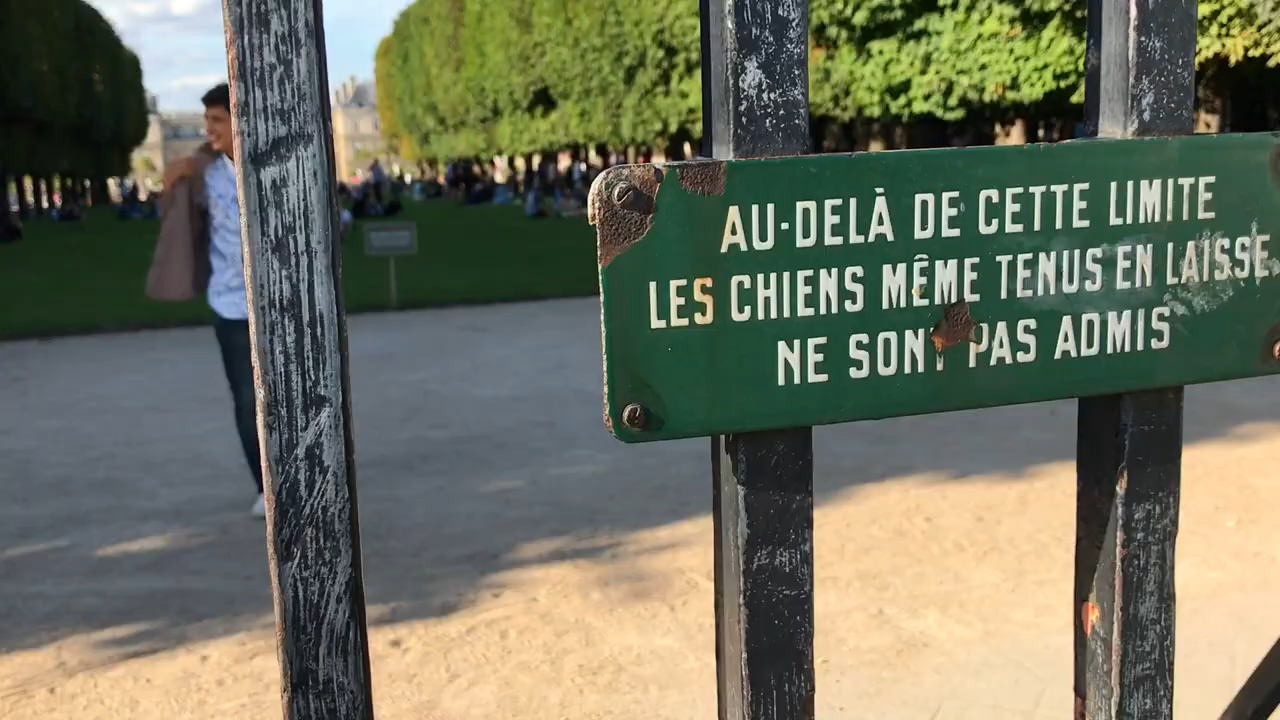 AU-DELÀ DE CETTE LIMITE
LES CHIENS MÊME TENUS EN LAISSE,
NE SONT PAS ADMIS